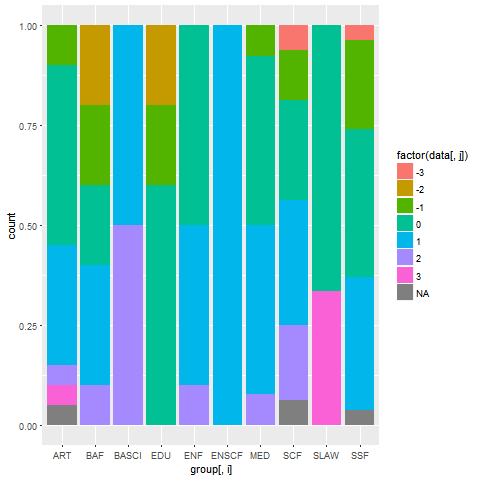 1.00
0.75
0.50
0.25
0.00
count
ART BAF BASCI EDU ENF ENSCF MED SCF SLAW SSF
group[, i]
factor(data[, j])
-3
-2
-1
0
1
2
3
NA